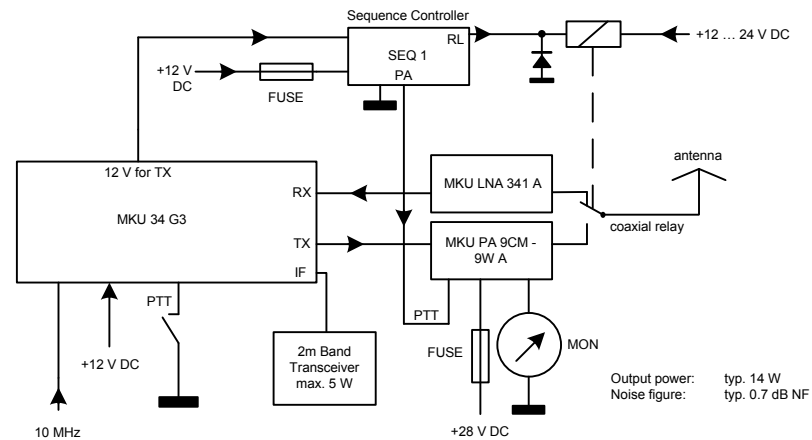 Sequence Controller
SEQ 1
RL
PA
+12 V
DC
FUSE
+12 ... 24 V DC
12 V for TX
MKU 34 G3
RX
TX
IF
MKU LNA 341 A
MKU PA 9CM -
9W A
antenna
coaxial relay
PTT
+12 V DC
10 MHz
2m Band
Transceiver
max. 5 W
PTT
FUSE
+28 V DC
MON
Output power: typ. 14 W
Noise figure: typ. 0.7 dB NF